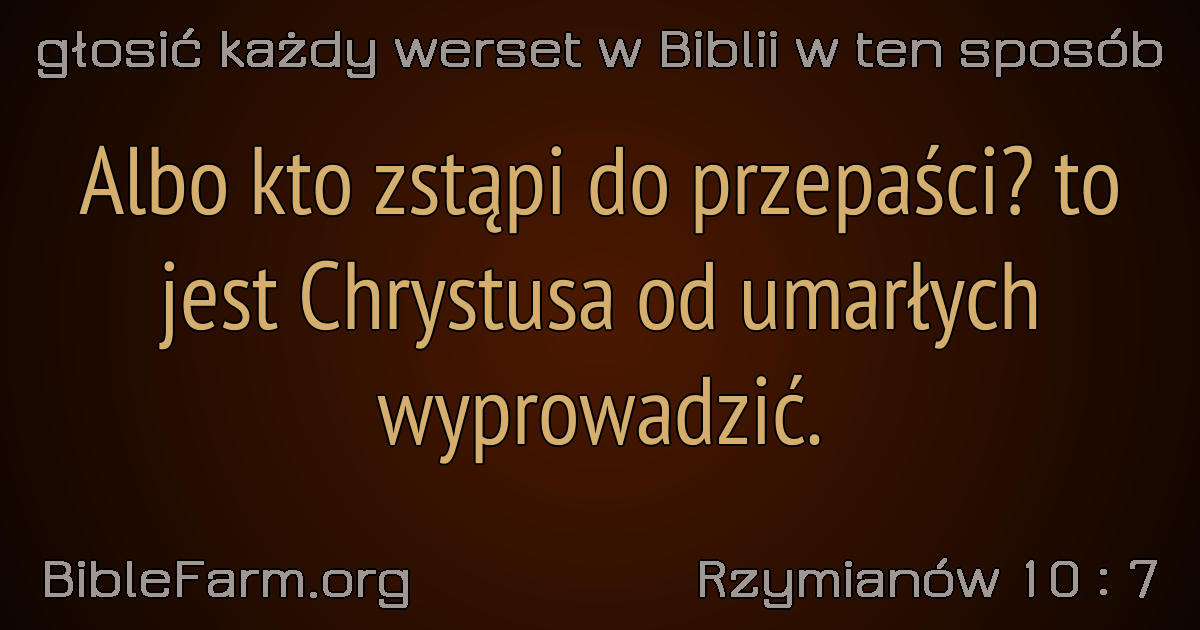 głosić każdy werset w Biblii w ten sposób
Albo kto zstąpi do przepaści? to
jest Chrystusa od umarłych
wyprowadzić.
BibleFarm.org
Rzymianów 10 : 7